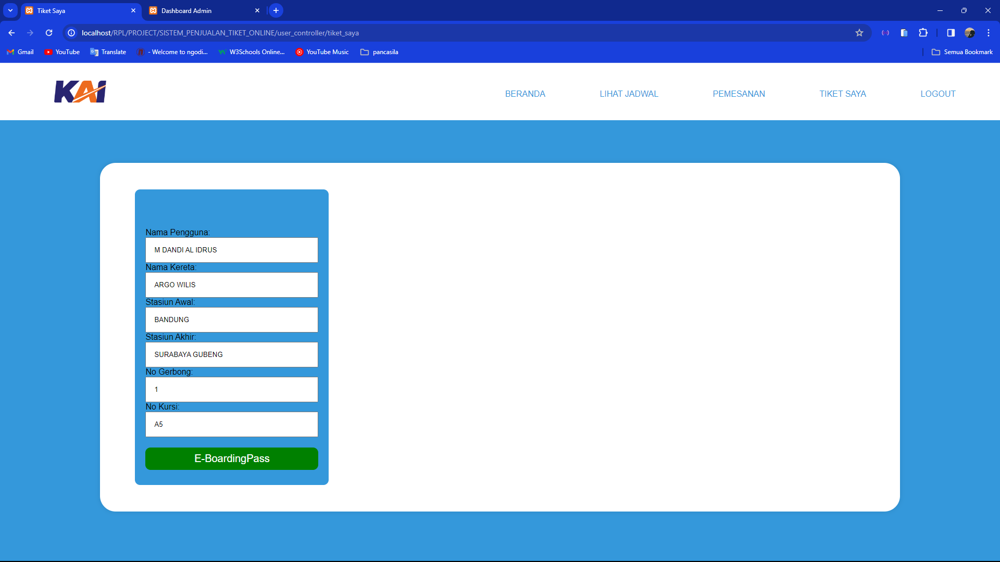 Tiket Saya
Dashboard Admin
localhost/RPL/PROJECT/SISTEM_PENJUALAN_TIKET_ONLINE/user_controller/tiket_saya
Gmail
YouTube
Translate
- Welcome to ngodi...
W3Schools Online...
YouTube Music
pancasila
Semua Bookmark
KAI
BERANDA
LIHAT JADWAL
PEMESANAN
TIKET SAYA
LOGOUT
Nama Pengguna:
M DANDI AL IDRUS
Nama Kereta:
ARGO WILIS
Stasiun Awal:
BANDUNG
Stasiun Akhir:
SURABAYA GUBENG
No Gerbong:
1
No Kursi:
A5
E-BoardingPass